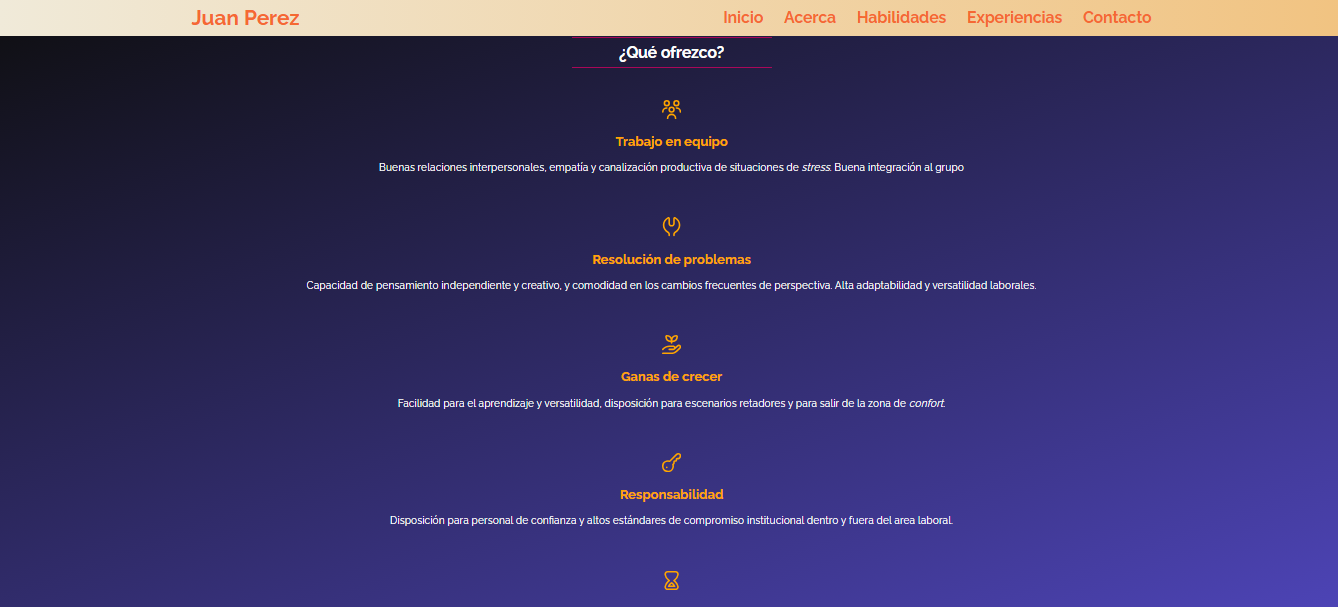 Juan Perez
Inicio Acerca Habilidades Experiencias Contacto
¿Qué ofrezco?
Trabajo en equipo
Buenas relaciones interpersonales, empatía y canalización productiva de situaciones de stress. Buena integración al grupo
Resolución de problemas
Capacidad de pensamiento independiente y creativo, y comodidad en los cambios frecuentes de perspectiva. Alta adaptabilidad y versatilidad laborales.
Ganas de crecer
Facilidad para el aprendizaje y versatilidad, disposición para escenarios retadores y para salir de la zona de confort.
Responsabilidad
Disposición para personal de confianza y altos estándares de compromiso institucional dentro y fuera del area laboral.